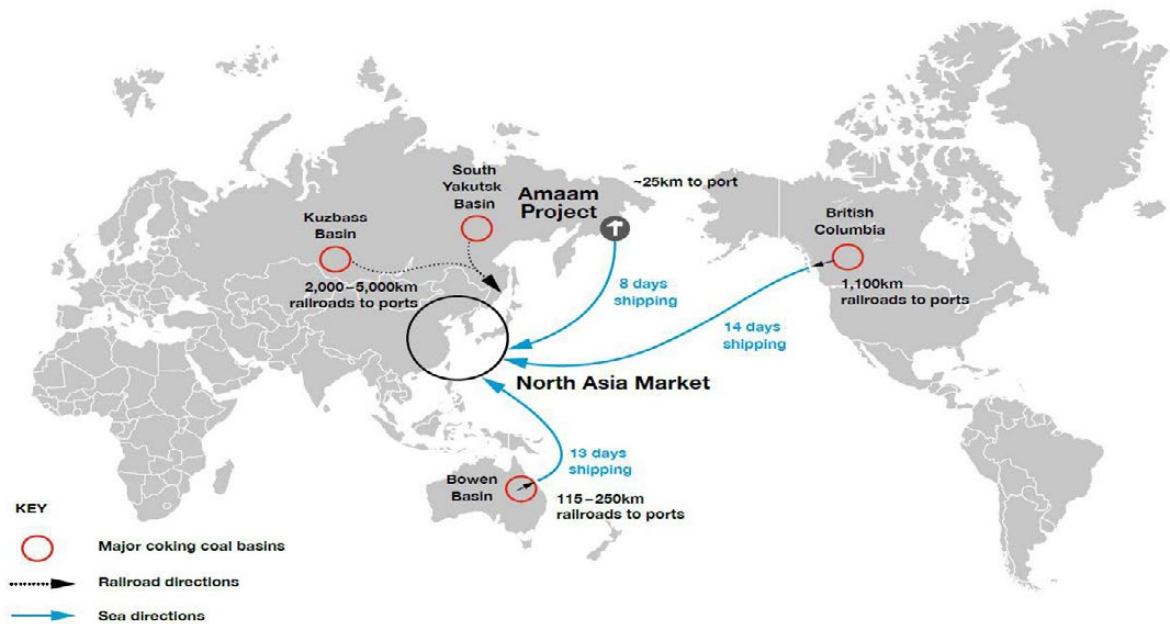 South
Yakutsk
Basin
Amaam
Project
~25km to port
Kuzbass
Basin
British
Columbia
2,000–5,000km
railroads to ports
8 days
shipping
1,100km
railroads to ports
14 days
shipping
North Asia Market
13 days
shipping
Bowen
Basin
115–250km
railroads to ports
KEY
Major coking coal basins
Railroad directions
Sea directions